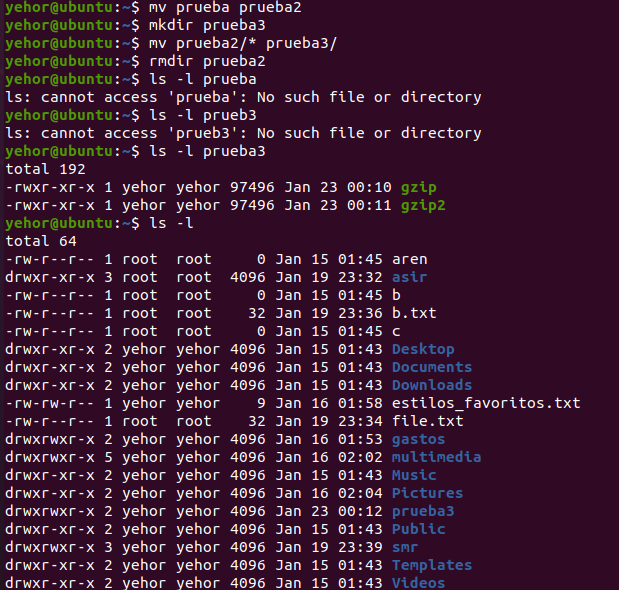 yehor@ubuntu:~$ mv prueba prueba2
yehor@ubuntu:~$ mkdir prueba3
yehor@ubuntu:~$ mv prueba2/* prueba3/
yehor@ubuntu:~$ rmdir prueba2
yehor@ubuntu:~$ ls -l prueba
ls: cannot access 'prueba': No such file or directory
yehor@ubuntu:~$ ls -l prueb3
ls: cannot access 'prueb3': No such file or directory
yehor@ubuntu:~$ ls -l prueba3
total 192
-rwxr-xr-x 1 yehor yehor 97496 Jan 23 00:10 gzip
-rwxr-xr-x 1 yehor yehor 97496 Jan 23 00:11 gzip2
yehor@ubuntu:~$ ls -l
total 64
-rw-r--r-- 1 root  root     0 Jan 15 01:45 aren
drwxr-xr-x 3 root  root  4096 Jan 19 23:32 asir
-rw-r--r-- 1 root  root     0 Jan 15 01:45 b
-rw-r--r-- 1 root  root    32 Jan 19 23:36 b.txt
-rw-r--r-- 1 root  root     0 Jan 15 01:45 c
drwxr-xr-x 2 yehor yehor 4096 Jan 15 01:43 Desktop
drwxr-xr-x 2 yehor yehor 4096 Jan 15 01:43 Documents
drwxr-xr-x 2 yehor yehor 4096 Jan 15 01:43 Downloads
-rw-rw-r-- 1 yehor yehor    9 Jan 16 01:58 estilos_favoritos.txt
-rw-r--r-- 1 root  root    32 Jan 19 23:34 file.txt
drwxrwxr-x 2 yehor yehor 4096 Jan 16 01:53 gastos
drwxrwxr-x 5 yehor yehor 4096 Jan 16 02:02 multimedia
drwxr-xr-x 2 yehor yehor 4096 Jan 15 01:43 Music
drwxr-xr-x 2 yehor yehor 4096 Jan 16 02:04 Pictures
drwxrwxr-x 2 yehor yehor 4096 Jan 23 00:12 prueba3
drwxr-xr-x 2 yehor yehor 4096 Jan 15 01:43 Public
drwxrwxr-x 3 yehor yehor 4096 Jan 19 23:39 smr
drwxr-xr-x 2 yehor yehor 4096 Jan 15 01:43 Templates
drwxr-xr-x 2 yehor yehor 4096 Jan 15 01:43 Videos